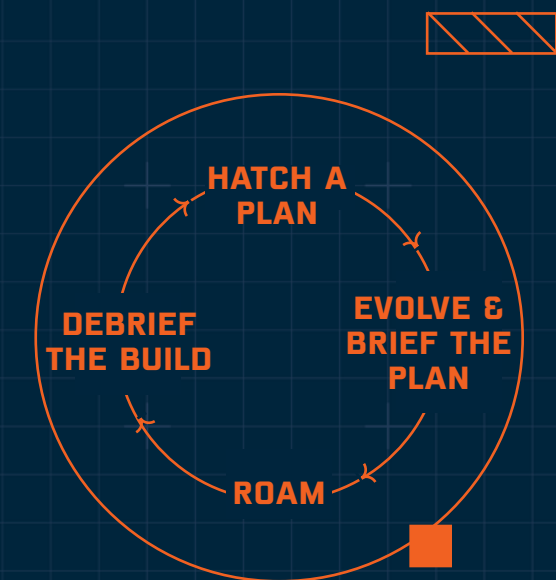 HATCH A
PLAN
EVOLVE &
BRIEF THE
PLAN
ROAM
DEBRIEF
THE BUILD